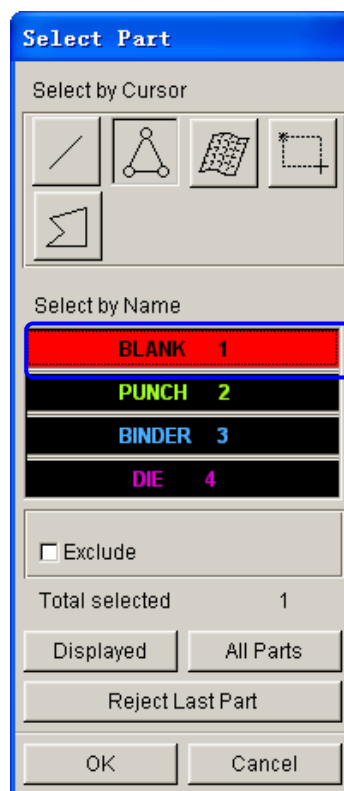 Select Part
Select by Cursor
Select by Name
BLANK 1
PUNCH 2
BINDER 3
DIE 4
Exclude
Total selected 1
Displayed All Parts
Reject Last Part
OK Cancel